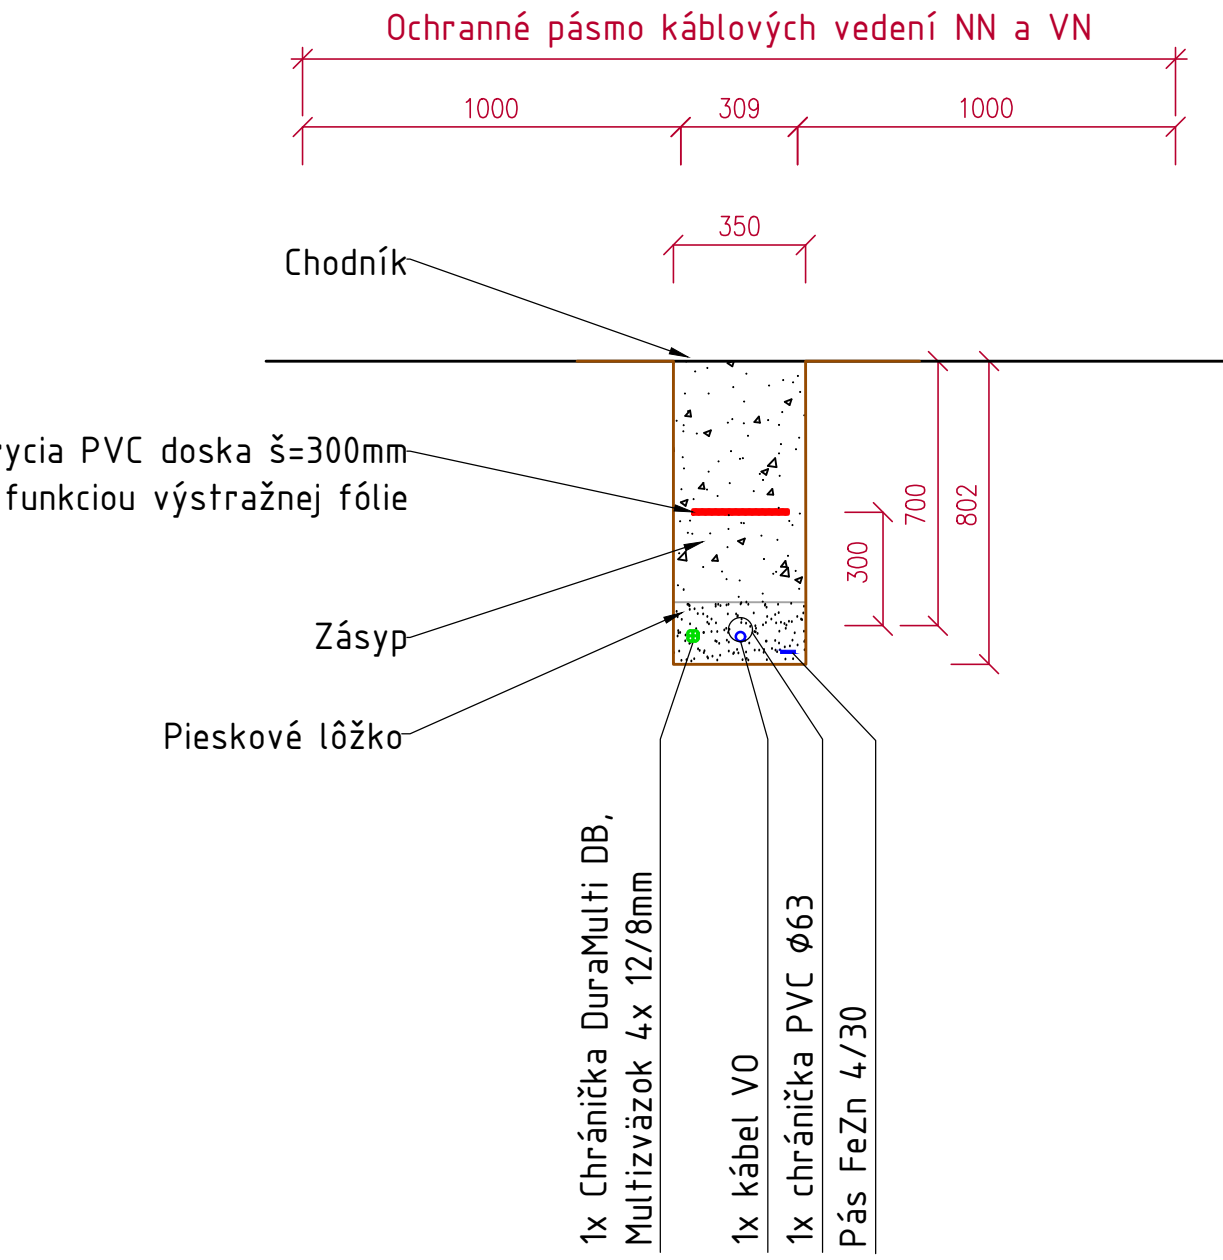 Ochranné pásmo káblových vedení NN a VN
1000
309
1000
350
Chodník
PVC doska š=300mm
funkciou výstražnej fólie
300
700
802
Zásyp
Pieskové lôžko
1x Chránička DuraMulti DB,
Multizväzok 4x 12/8mm
1x kábel VO
1x chránička PVC ϕ63
Pás FeZn 4/30